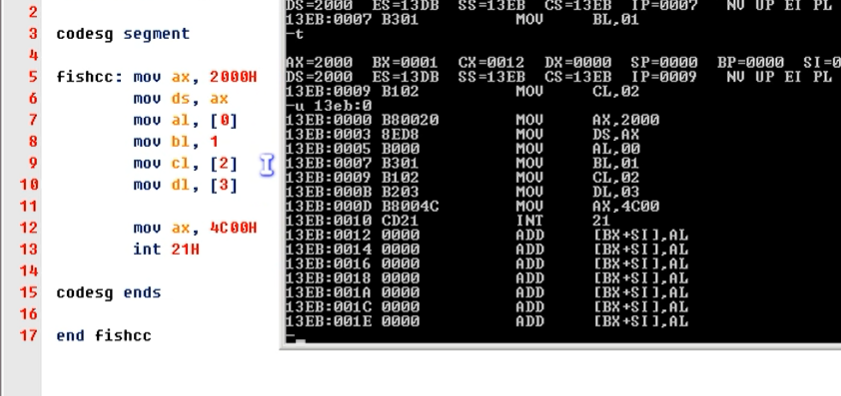 2
3 codesg segment
4
5 fishcc: mov ax, 2000H
6 mov ds, ax
7 mov al, [0]
8 mov bl, 1
9 mov cl, [2]
10 mov dl, [3]
11
12 mov ax, 4C00H
13 int 21H
14
15 codesg ends
16
17 end fishcc
DS=2000 ES=13DB SS=13EB CS=13EB IP=0007 NV UP EI PL
13EB:0007 B301 MOV BL,01
-t
AX=2000 BX=0001 CX=0012 DX=0000 SP=0000 BP=0000 SI=0
DS=2000 ES=13DB SS=13EB CS=13EB IP=0009 NV UP EI PL
13EB:0009 B102 MOV CL,02
-u 13eb:0
13EB:0000 B80020 MOV AX,2000
13EB:0003 8ED8 MOV DS,AX
13EB:0005 B000 MOV AL,00
13EB:0007 B301 MOV BL,01
13EB:0009 B102 MOV CL,02
13EB:000B B203 MOV DL,03
13EB:000D B8004C MOV AX,4C00
13EB:0010 CD21 INT 21
13EB:0012 0000 ADD [BX+SI],AL
13EB:0014 0000 ADD [BX+SI],AL
13EB:0016 0000 ADD [BX+SI],AL
13EB:0018 0000 ADD [BX+SI],AL
13EB:001A 0000 ADD [BX+SI],AL
13EB:001C 0000 ADD [BX+SI],AL
13EB:001E 0000 ADD [BX+SI],AL
-_